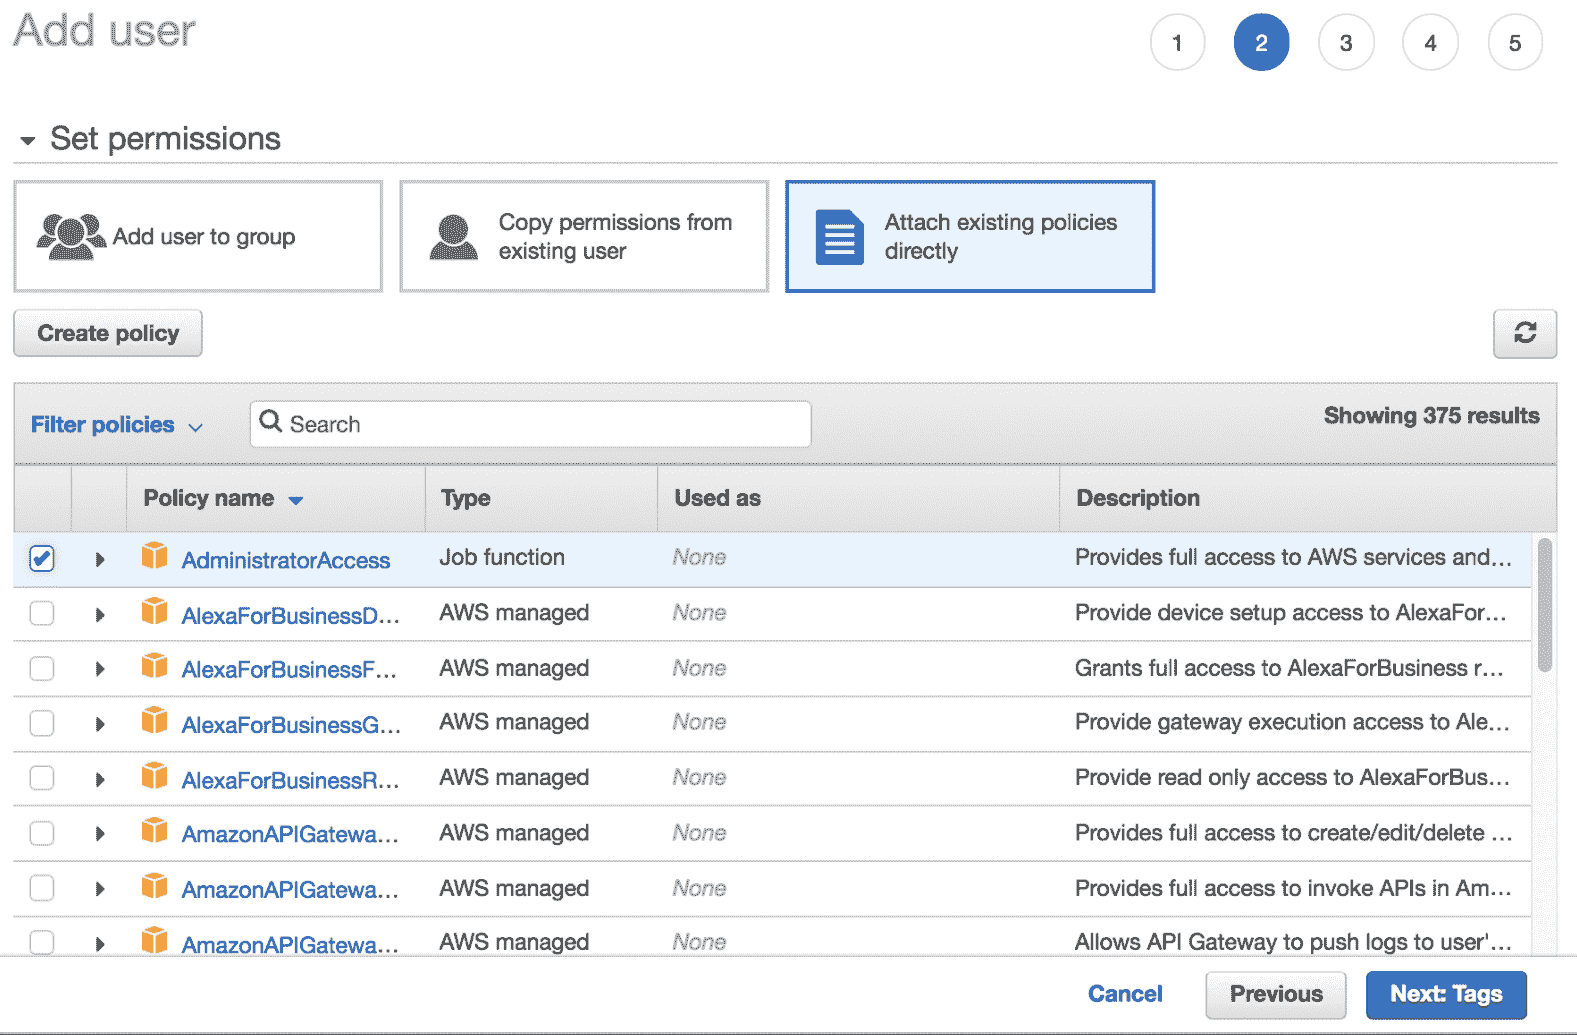 Add user
1 2 3 4 5
Set permissions
Add user to group
Copy permissions from
existing user
Attach existing policies
directly
Create policy
Filter policies
Search
Showing 375 results
Policy name Type Used as Description
AdministratorAccess Job function None Provides full access to AWS services and...
AlexaForBusinessD... AWS managed None Provide device setup access to AlexaFor...
AlexaForBusinessF... AWS managed None Grants full access to AlexaForBusiness r...
AlexaForBusinessG... AWS managed None Provide gateway execution access to Ale...
AlexaForBusinessR... AWS managed None Provide read only access to AlexaForBus...
AmazonAPIGatewa... AWS managed None Provides full access to create/edit/delete ...
AmazonAPIGatewa... AWS managed None Provides full access to invoke APIs in Am...
AmazonAPIGatewa... AWS managed None Allows API Gateway to push logs to user'...
Cancel Previous Next: Tags